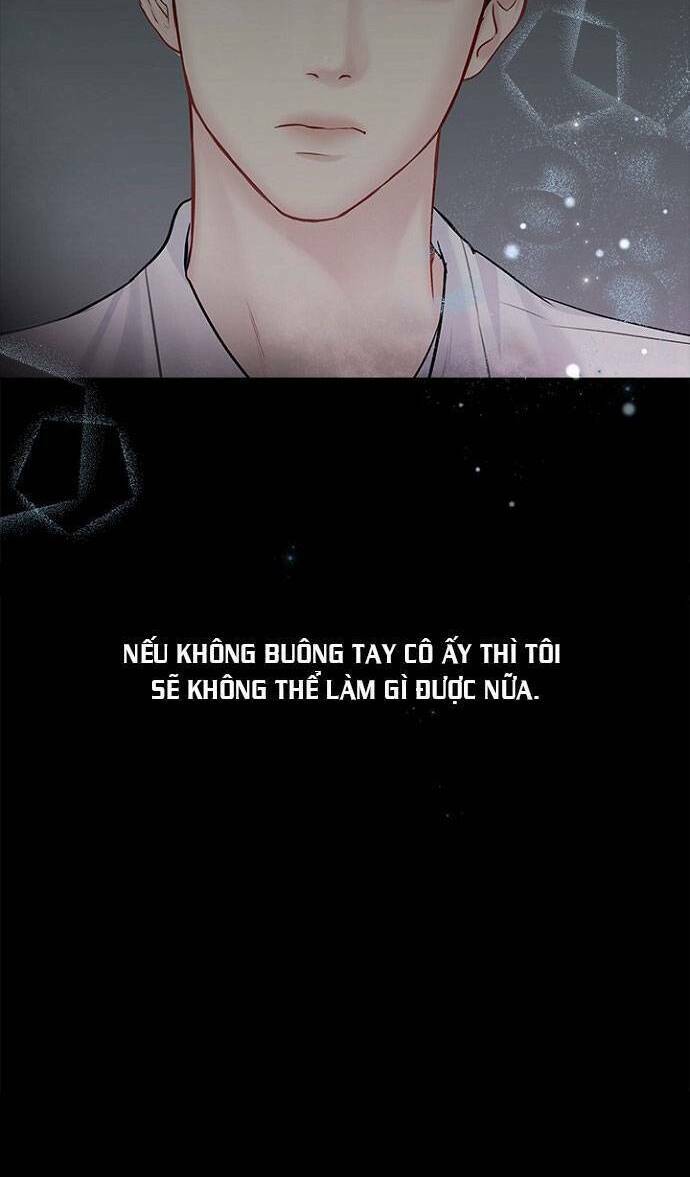 NẾU KHÔNG BUÔNG TAY CÔ ẤY THÌ TÔI
SẼ KHÔNG THỂ LÀM GÌ ĐƯỢC NỮA.